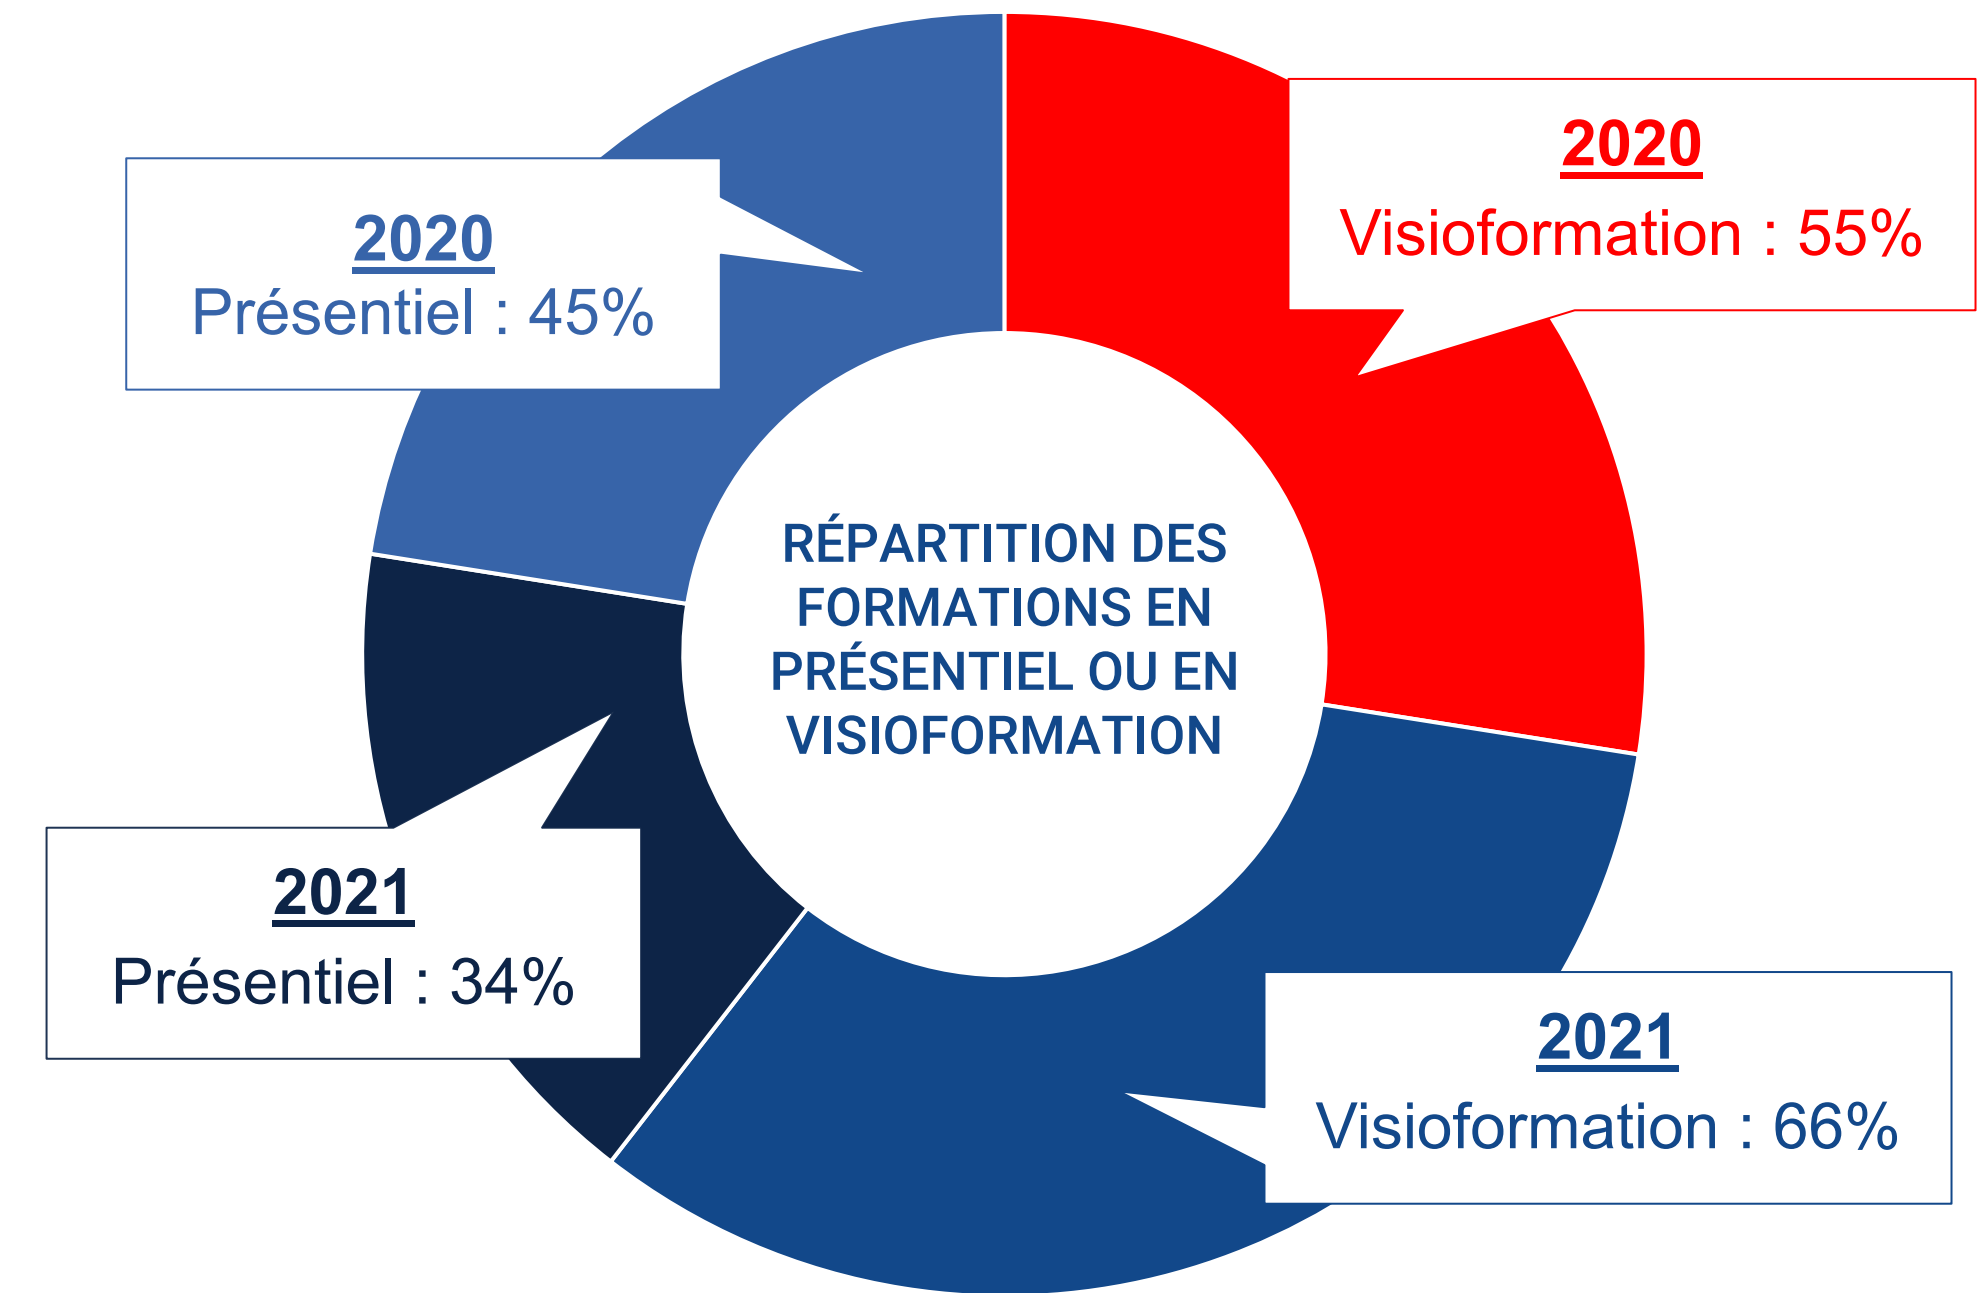 2020
Visioformation : 55%
2020
Présentiel : 45%
RÉPARTITION DES
FORMATIONS EN
PRÉSENTIEL OU EN
VISIOFORMATION
2021
Présentiel : 34%
2021
Visioformation : 66%